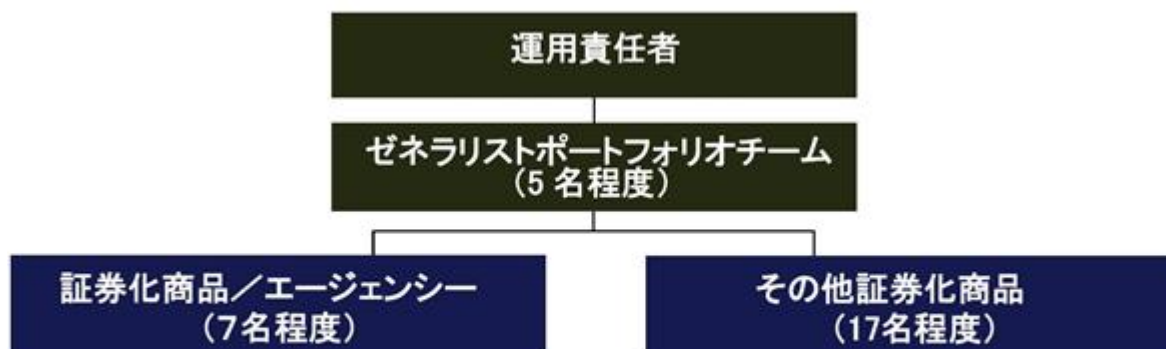 運用責任者
ゼネラリストポートフォリオチーム
（5 名程度）
証券化商品／エージェンシー
（７名程度）
その他証券化商品
（17名程度）